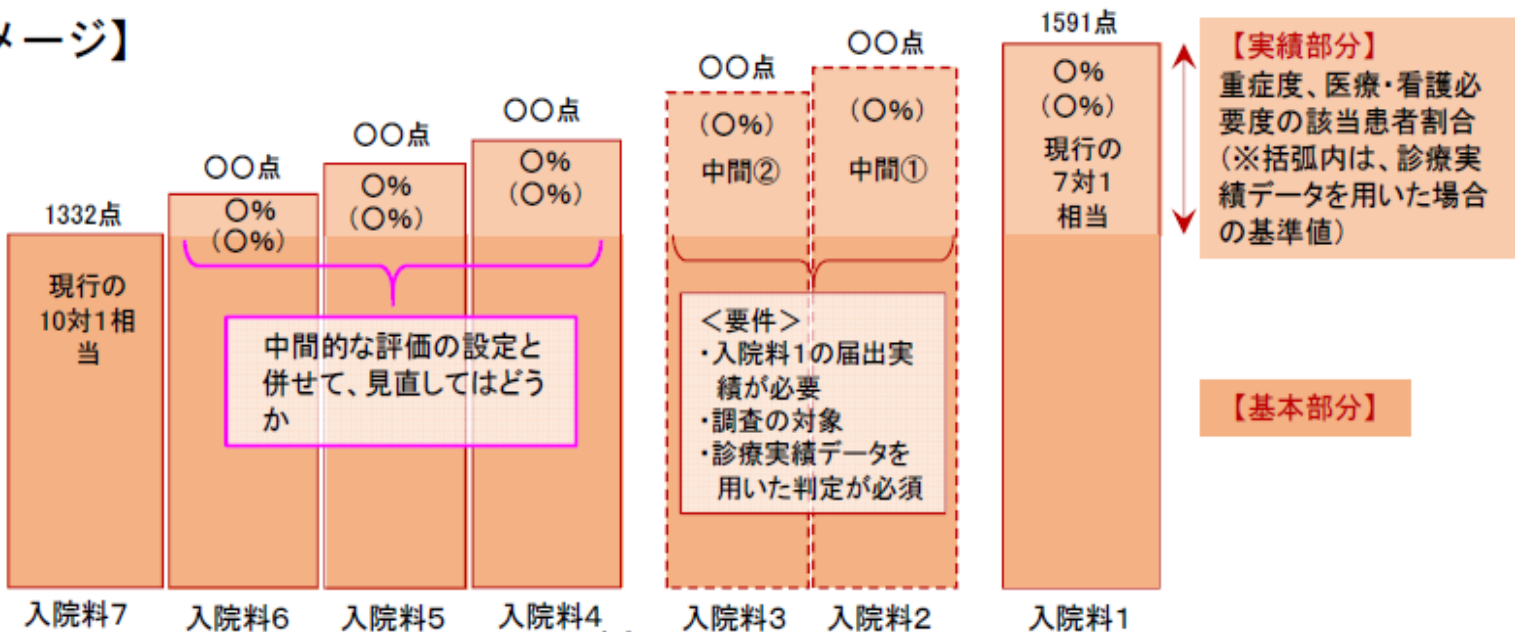 メージ】
1332点
現行の
10対1相
当
入院料7
〇〇点
〇%
(〇%)
入院料6
〇〇点
〇%
(〇%)
入院料5
〇〇点
〇%
(〇%)
入院料4
中間的な評価の設定と
併せて、見直してはどう
か
〇〇点
(〇%)
中間②
入院料3
〇〇点
(〇%)
中間①
入院料2
＜要件＞
・入院料1の届出実
績が必要
・調査の対象
・診療実績データを
用いた判定が必須
1591点
〇%
(〇%)
現行の
7対1
相当
入院料1
【実績部分】
重症度、医療・看護必
要度の該当患者割合
(※括弧内は、診療実
績データを用いた場合
の基準値)
【基本部分】